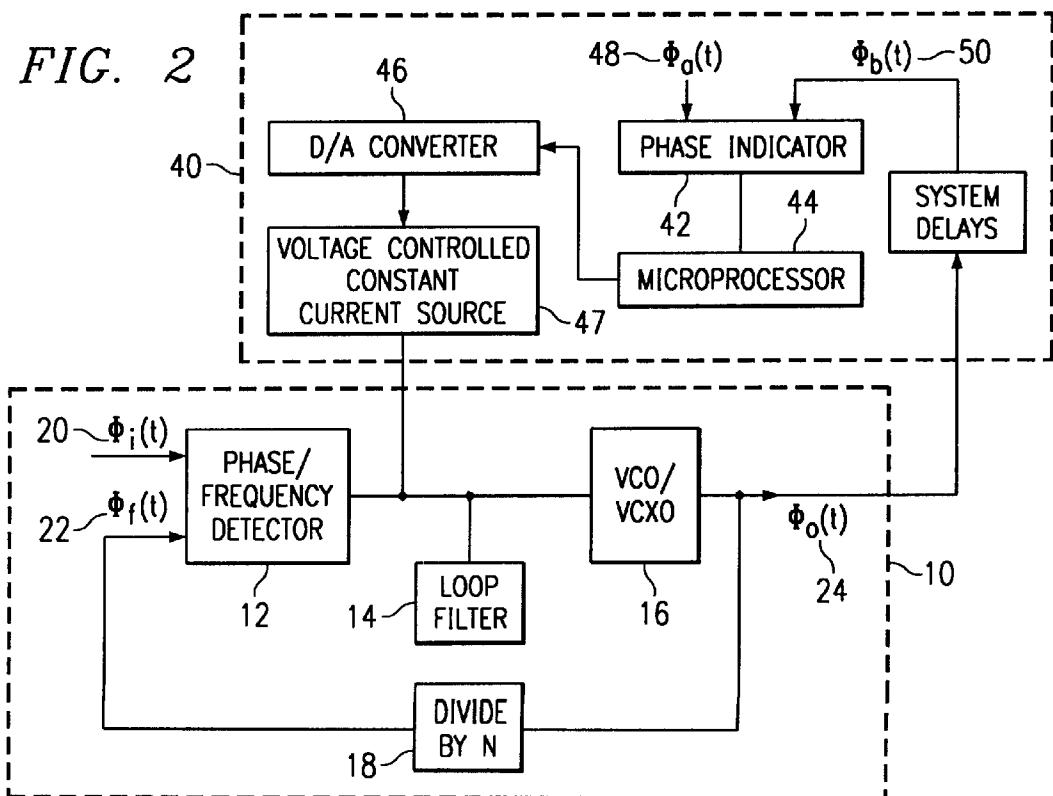 FIG. 2
46
48 Φa(t)
Φb(t) 50
D/A CONVERTER
PHASE INDICATOR
40
42
44
SYSTEM
DELAYS
VOLTAGE CONTROLLED
CONSTANT
CURRENT SOURCE
MICROPROCESSOR
47
20 Φi(t)
22 Φf(t)
PHASE/
FREQUENCY
DETECTOR
VCO/
VCXO
Φo(t)
24
10
12
14
LOOP
FILTER
16
18
DIVIDE
BY N